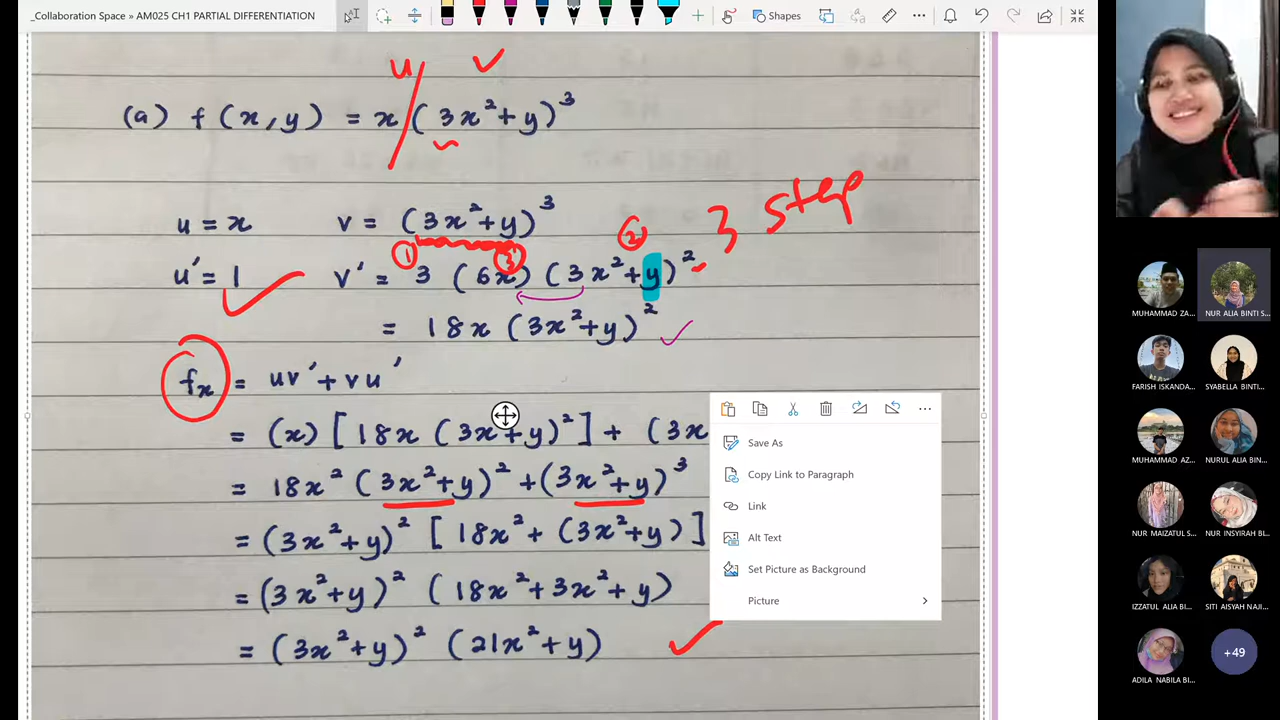 _Collaboration Space » AM025 CH1 PARTIAL DIFFERENTIATION
Shapes
u ✓
(a) f(x,y) = x/(3x²+y)³
3 step
u = x v = (3x²+y)³
① ③ ②
u' = 1 v' = 3 (6x) (3x²+y)²
= 18x (3x²+y)² ✓
fx = uv' + vu'
= (x) [18x (3x²+y)²] + (3x
= 18x² (3x²+y)² + (3x²+y)³
= (3x²+y)² [18x² + (3x²+y)]
= (3x²+y)² (18x² + 3x² + y)
= (3x²+y)² (21x² + y) ✓
Save As
Copy Link to Paragraph
Link
Alt Text
Set Picture as Background
Picture
MUHAMMAD ZA... NUR ALIA BINTI S...
FARISH ISKANDA... SYABELLA BINTI...
MUHAMMAD AZ... NURUL ALIA BIN...
NUR MAIZATUL S... NUR INSYIRAH BI...
IZZATUL ALIA BI... SITI AISYAH NAJI...
ADILA NABILA BI... +49